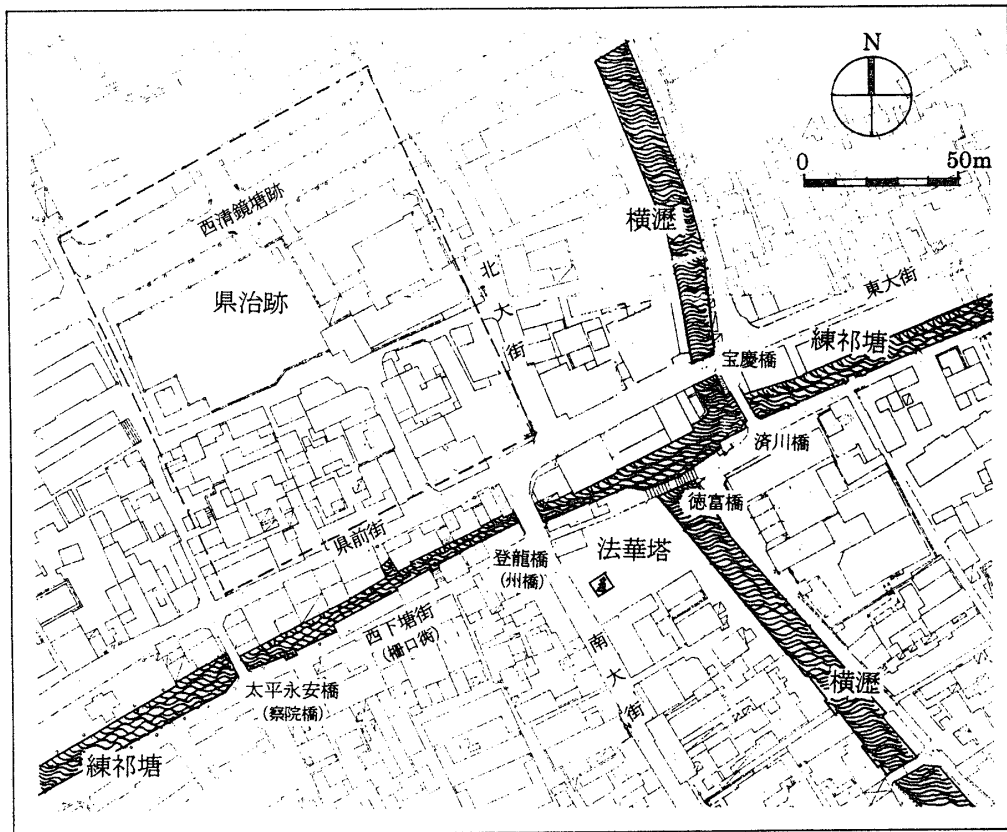 N
0 50m
横瀝
西清鏡塘跡
県治跡
北大街
東大街
練祁塘
宝慶橋
済川橋
徳富橋
県前街
登龍橋
(州橋)
法華塔
西下塘街
南大街
太平永安橋
(察院橋)
横瀝
練祁塘